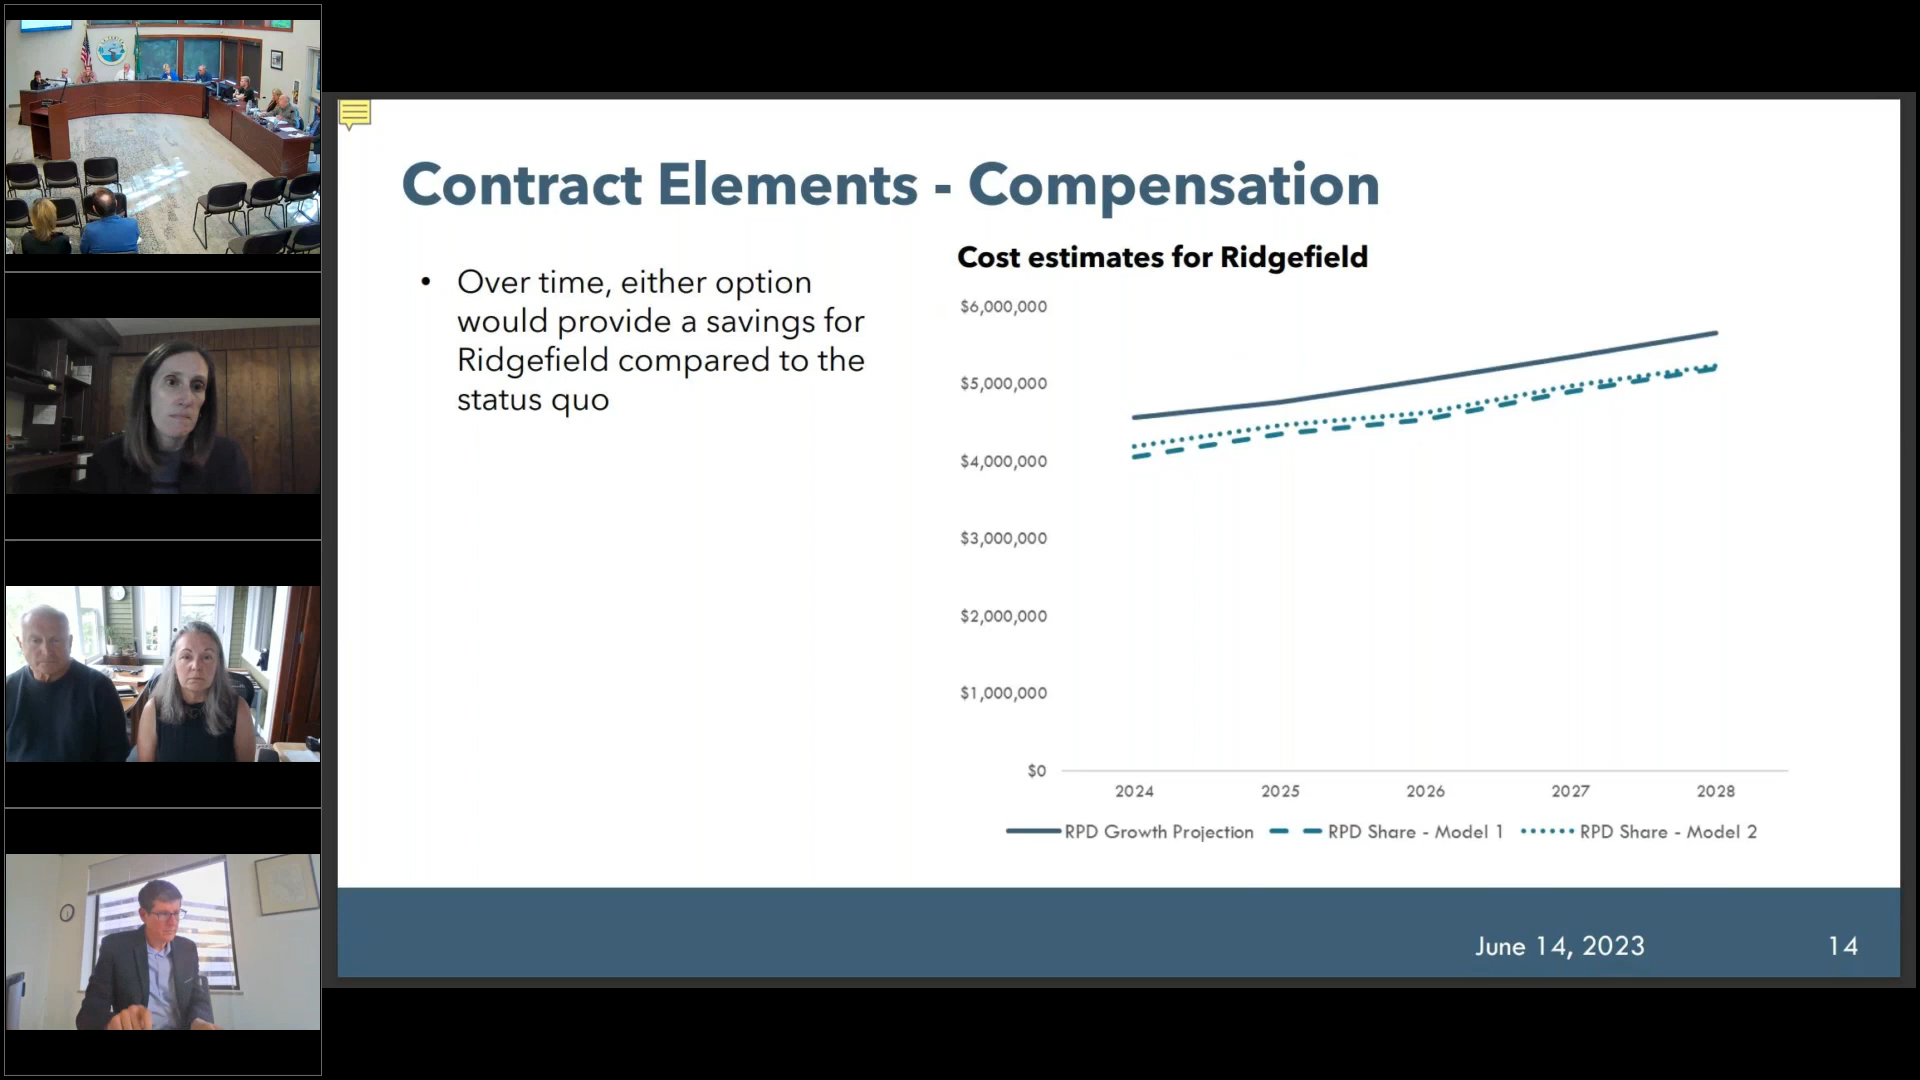 Contract Elements - Compensation
• Over time, either option
would provide a savings for
Ridgefield compared to the
status quo
Cost estimates for Ridgefield
$6,000,000
$5,000,000
$4,000,000
$3,000,000
$2,000,000
$1,000,000
$0
2024 2025 2026 2027 2028
RPD Growth Projection RPD Share - Model 1 RPD Share - Model 2
June 14, 2023 14